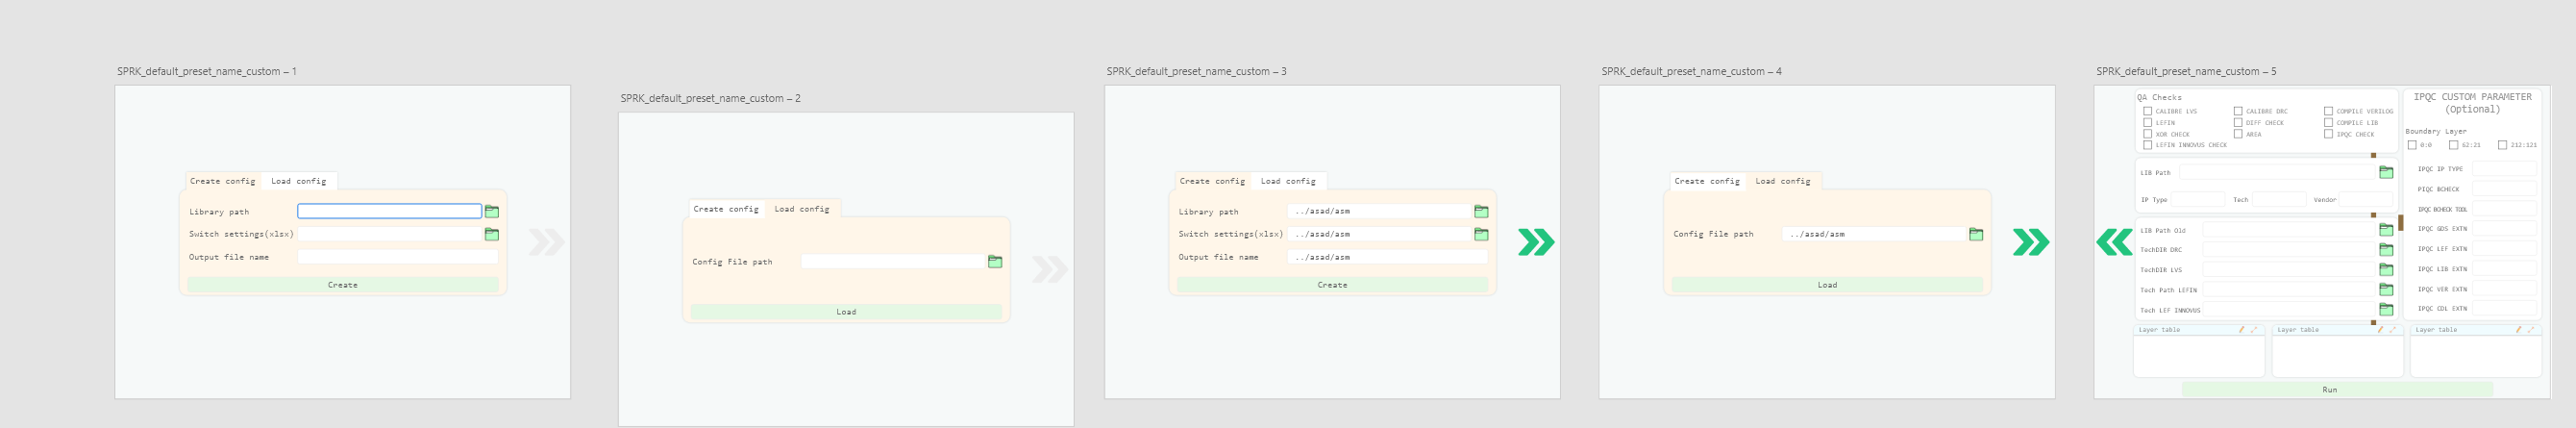 SPRK_default_preset_name_custom – 1
Create config
Load config
Library path
Switch settings(xlsx)
Output file name
Create
SPRK_default_preset_name_custom – 2
Create config
Load config
Config File path
Load
SPRK_default_preset_name_custom – 3
Create config
Load config
Library path
../asad/asm
Switch settings(xlsx)
../asad/asm
Output file name
../asad/asm
Create
SPRK_default_preset_name_custom – 4
Create config
Load config
Config File path
../asad/asm
Load
SPRK_default_preset_name_custom – 5
QA Checks
CALIBRE LVS
CALIBRE DRC
COMPILE VERILOG
LEFIN
DIFF CHECK
COMPILE LIB
XOR CHECK
AREA
IPQC CHECK
LEFIN INNOVUS CHECK
LIB Path
IP Type
Tech
Vendor
LIB Path Old
TechDIR DRC
TechDIR LVS
Tech Path LEFIN
Tech LEF INNOVUS
IPQC CUSTOM PARAMETER
(Optional)
Boundary Layer
0:0
62:21
212:121
IPQC IP TYPE
PIQC BCHECK
IPQC BCHECK TOOL
IPQC GDS EXTN
IPQC LEF EXTN
IPQC LIB EXTN
IPQC VER EXTN
IPQC CDL EXTN
Layer table
Layer table
Layer table
Run